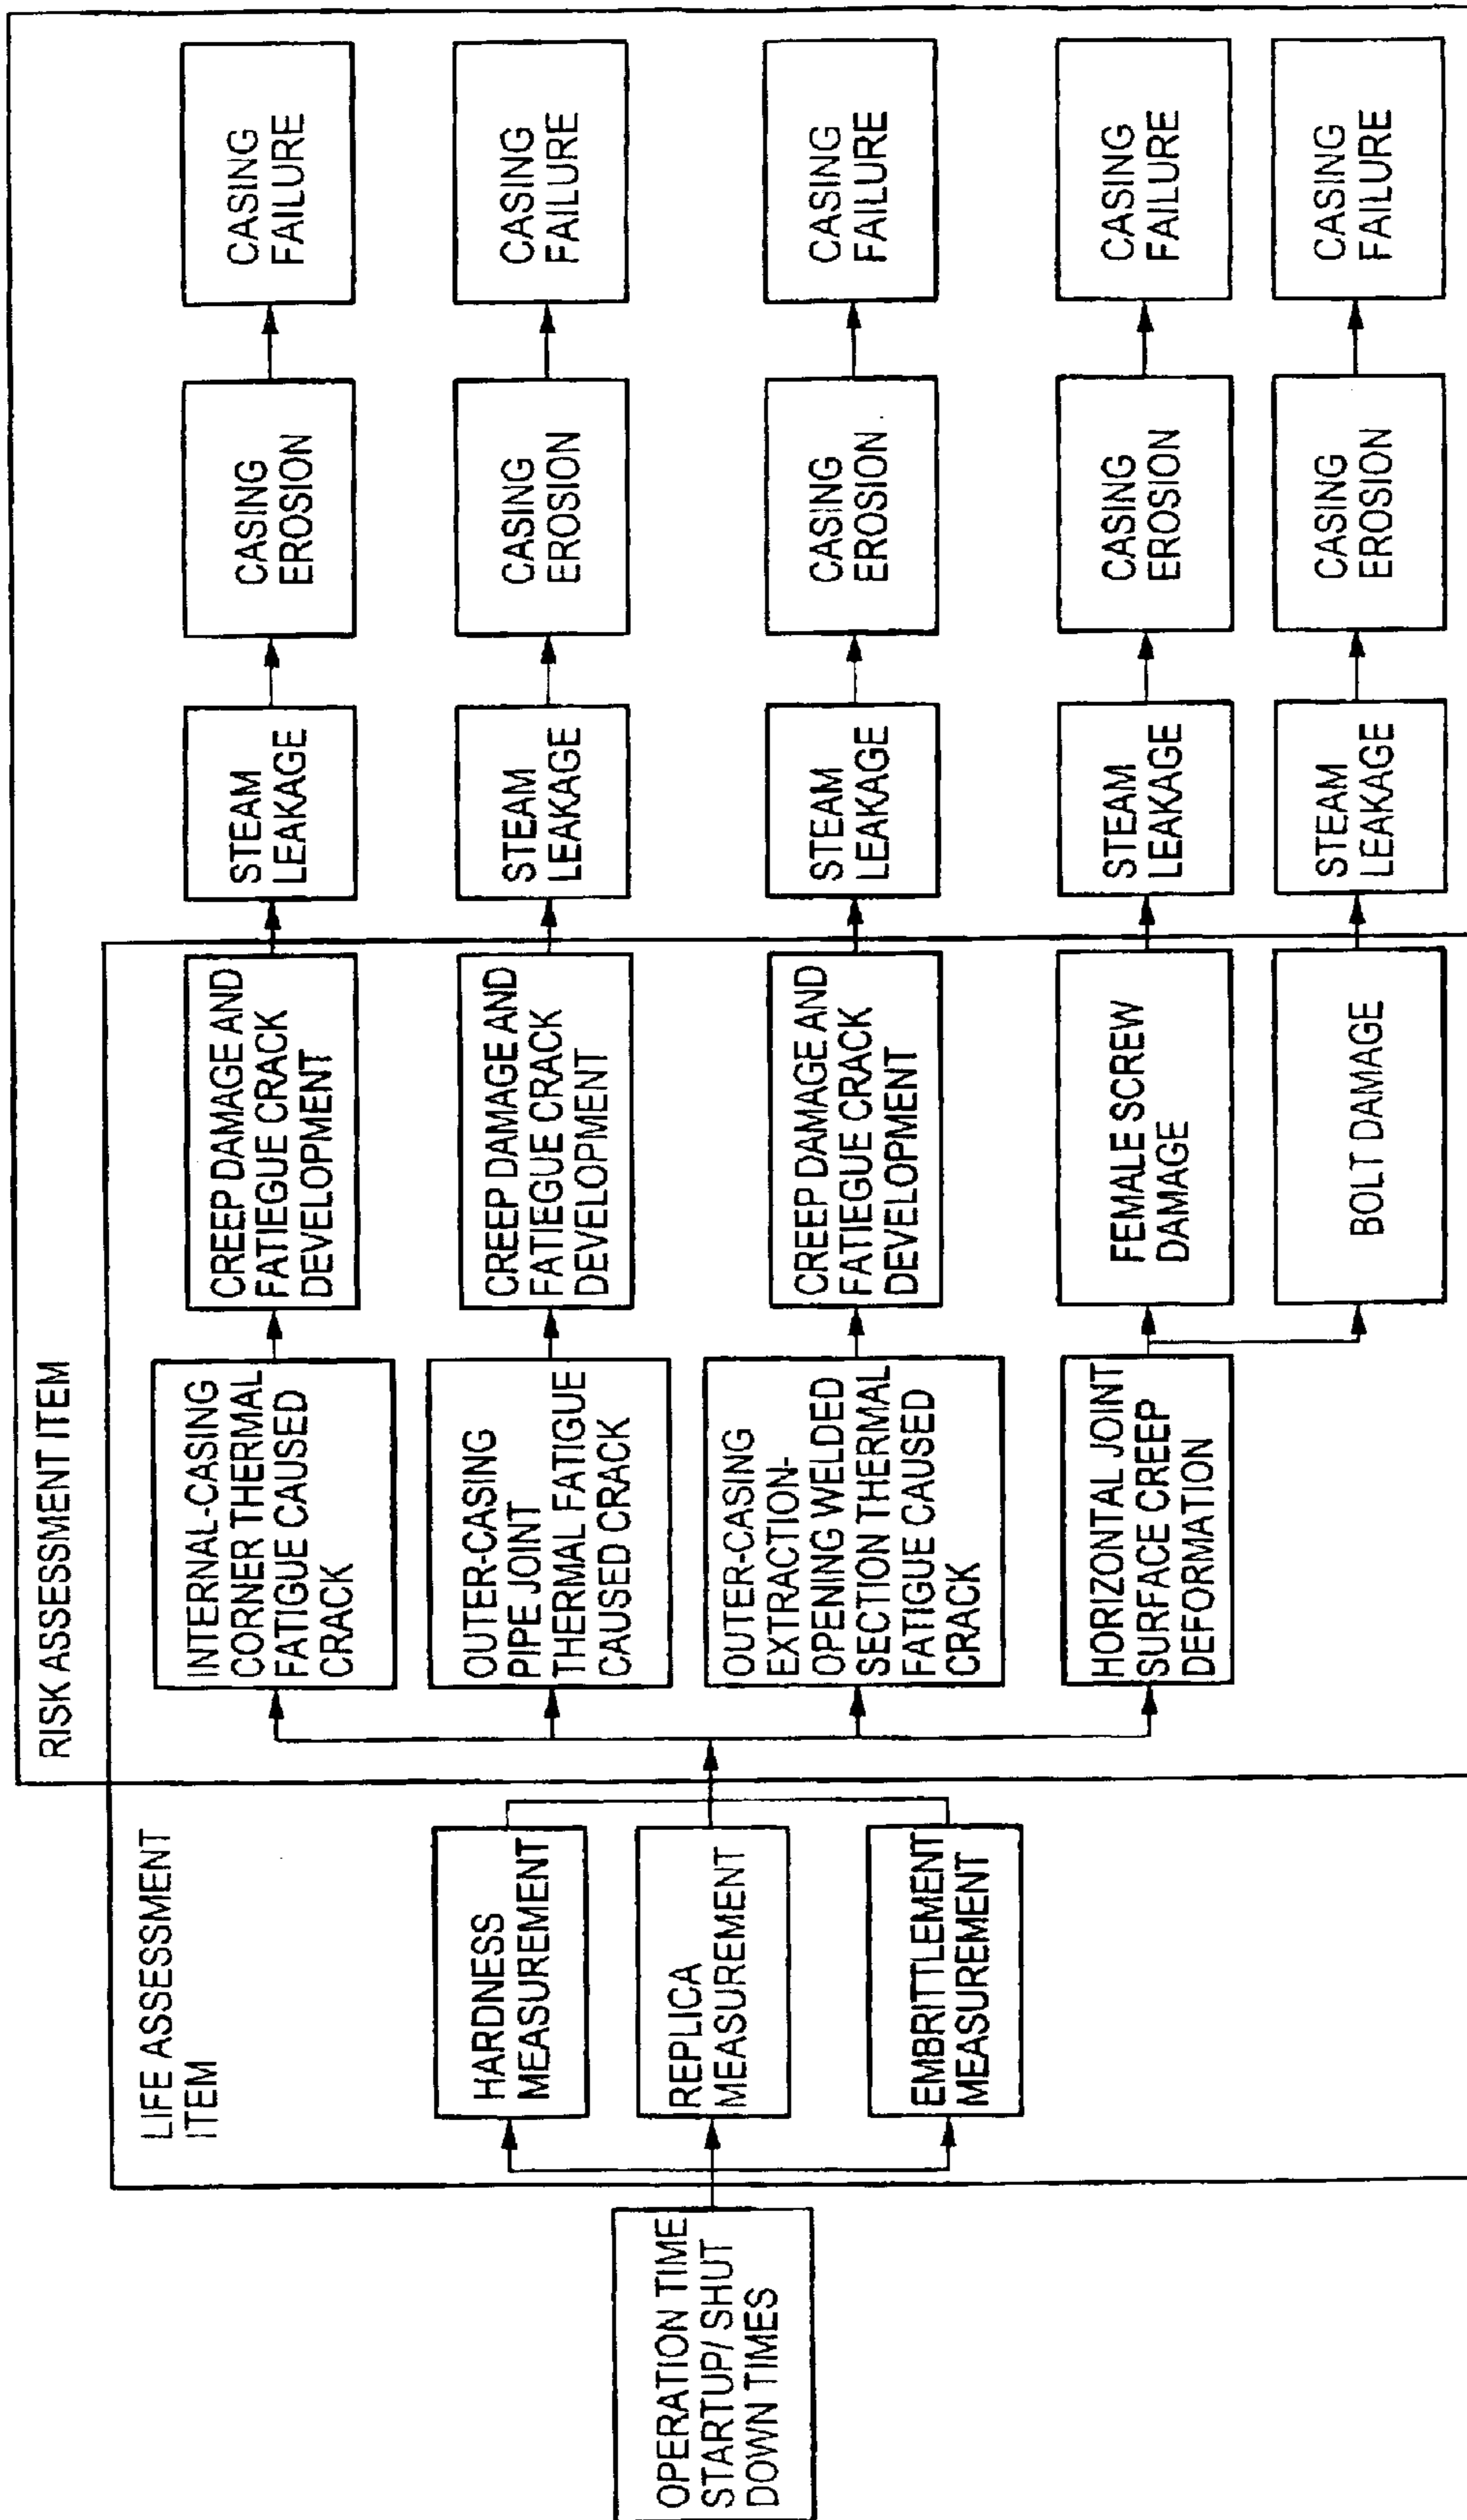 RISK ASSESSMENT ITEM
LIFE ASSESSMENT
ITEM
OPERATION TIME
STARTUP/ SHUT
DOWN TIMES
HARDNESS
MEASUREMENT
REPLICA
MEASUREMENT
EMBRITTLEMENT
MEASUREMENT
INTERNAL-CASING
CORNER THERMAL
FATIGUE CAUSED
CRACK
CREEP DAMAGE AND
FATIEGUE CRACK
DEVELOPMENT
STEAM
LEAKAGE
CASING
EROSION
CASING
FAILURE
OUTER-CASING
PIPE JOINT
THERMAL FATIGUE
CAUSED CRACK
CREEP DAMAGE AND
FATIEGUE CRACK
DEVELOPMENT
STEAM
LEAKAGE
CASING
EROSION
CASING
FAILURE
OUTER-CASING
EXTRACTION-
OPENING WELDED
SECTION THERMAL
FATIGUE CAUSED
CRACK
CREEP DAMAGE AND
FATIEGUE CRACK
DEVELOPMENT
STEAM
LEAKAGE
CASING
EROSION
CASING
FAILURE
HORIZONTAL JOINT
SURFACE CREEP
DEFORMATION
FEMALE SCREW
DAMAGE
STEAM
LEAKAGE
CASING
EROSION
CASING
FAILURE
BOLT DAMAGE
STEAM
LEAKAGE
CASING
EROSION
CASING
FAILURE